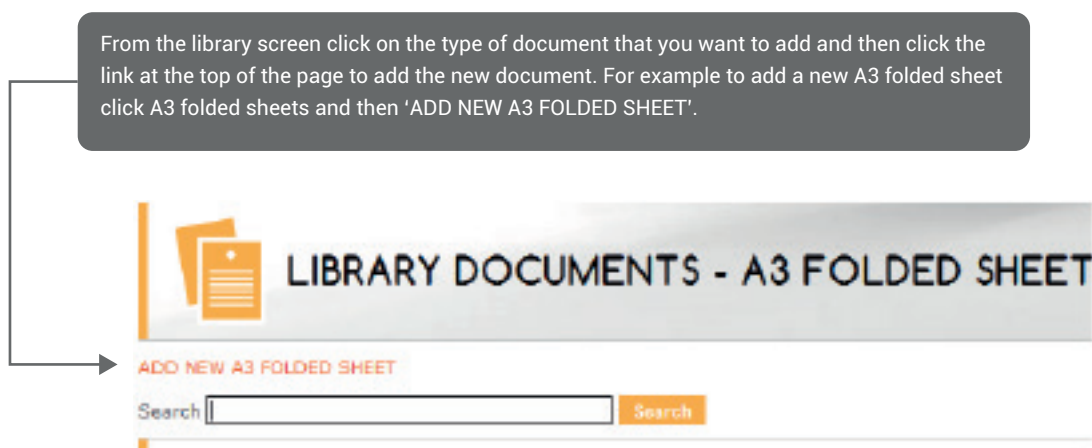 From the library screen click on the type of document that you want to add and then click the
link at the top of the page to add the new document. For example to add a new A3 folded sheet
click A3 folded sheets and then ‘ADD NEW A3 FOLDED SHEET’.
LIBRARY DOCUMENTS - A3 FOLDED SHEET
ADD NEW A3 FOLDED SHEET
Search Search